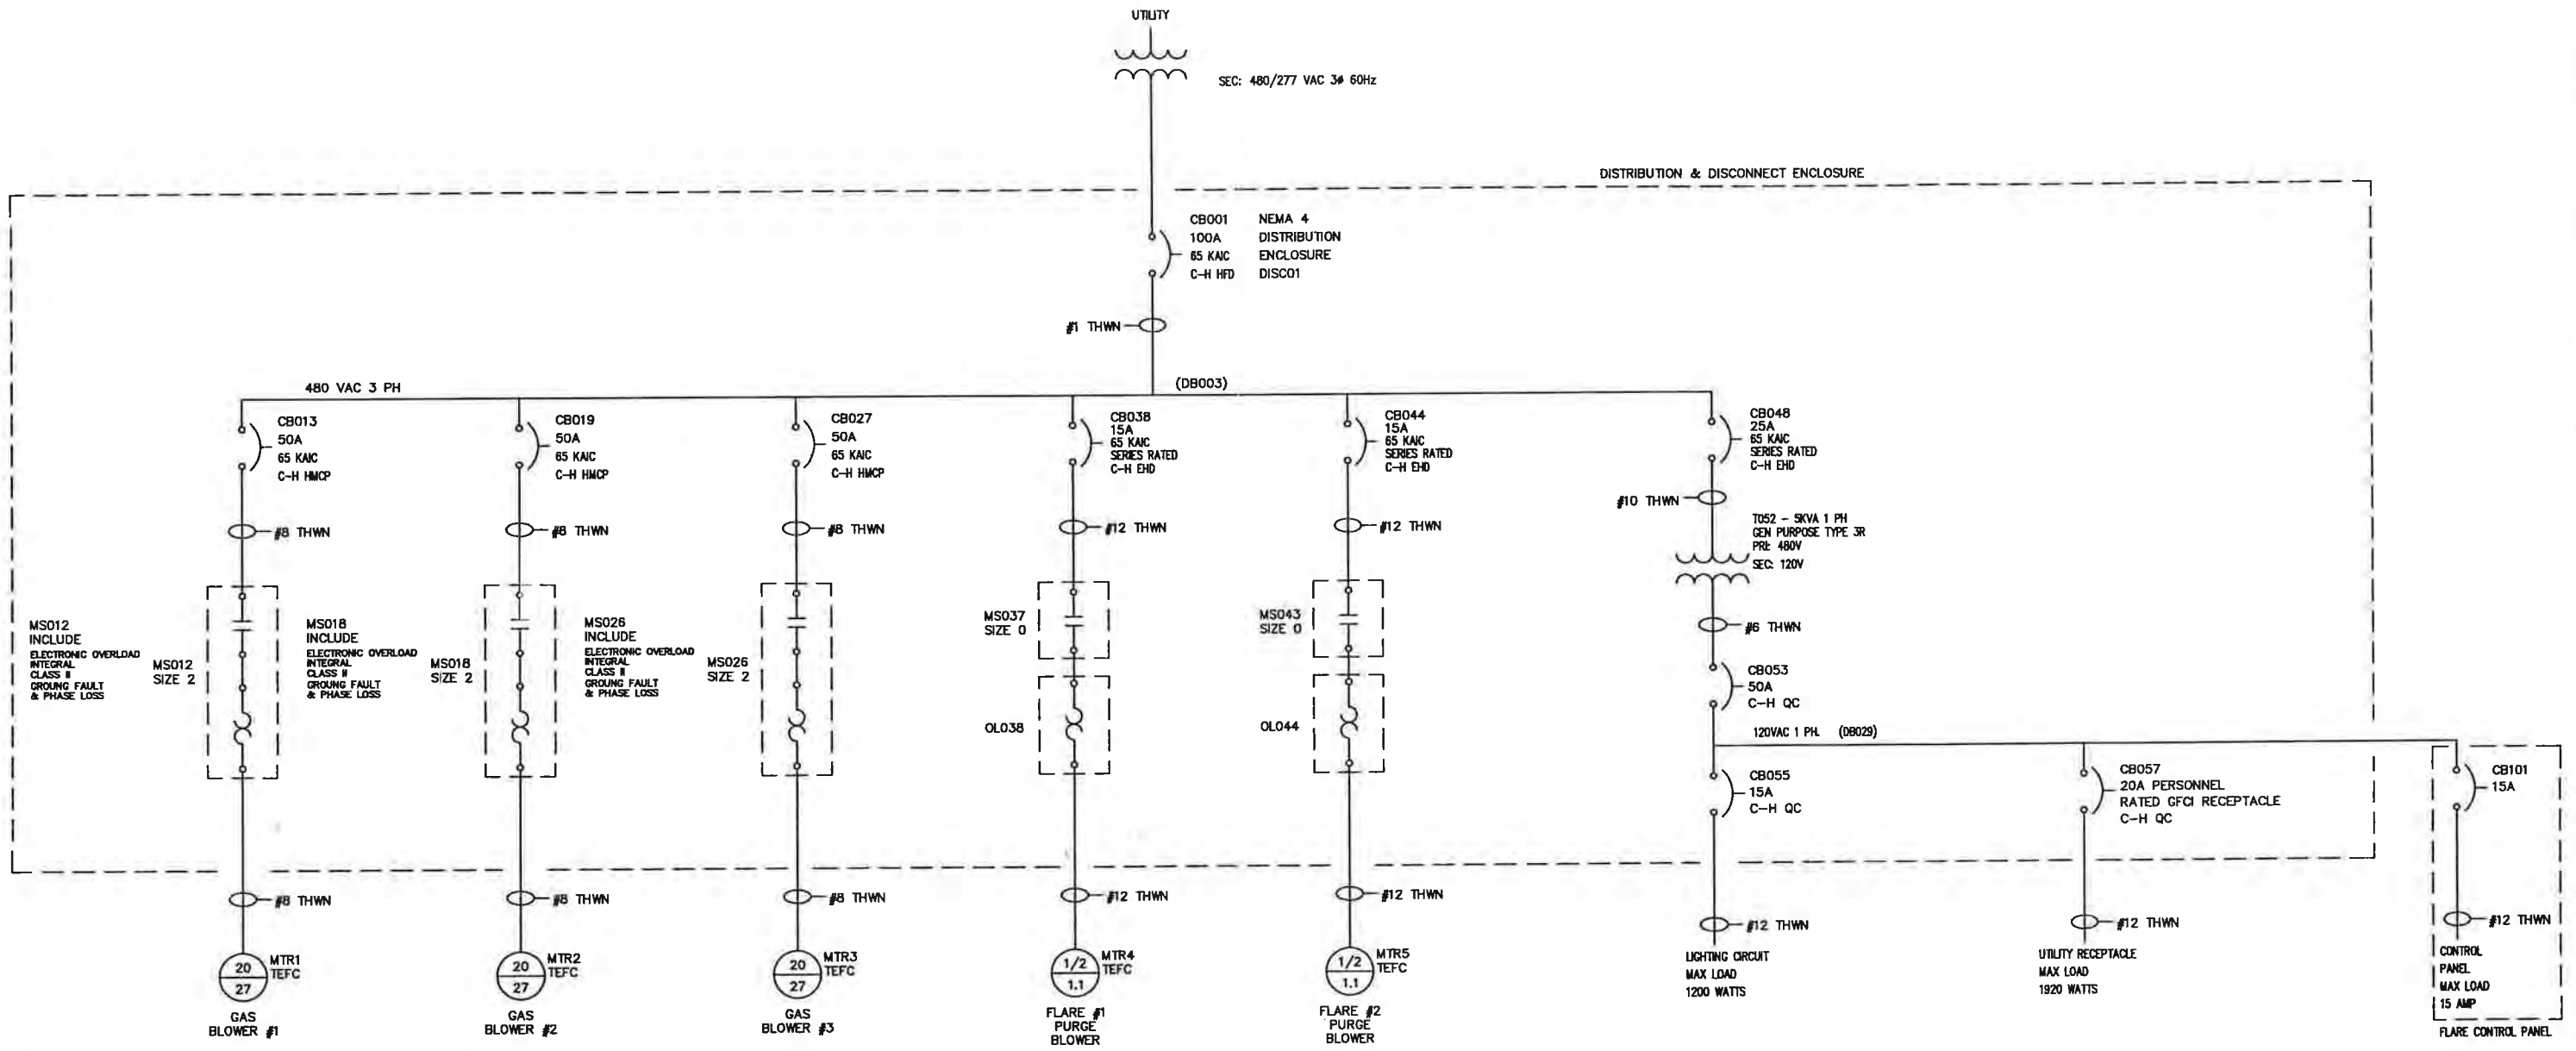 UTILITY
SEC: 480/277 VAC 3ø 60Hz
DISTRIBUTION & DISCONNECT ENCLOSURE
CB001 NEMA 4
100A DISTRIBUTION
65 KAIC ENCLOSURE
C-H HFD DISC01
#1 THWN
480 VAC 3 PH
(DB003)
CB013
50A
65 KAIC
C-H HMCP
CB019
50A
65 KAIC
C-H HMCP
CB027
50A
65 KAIC
C-H HMCP
CB038
15A
65 KAIC
SERIES RATED
C-H EHD
CB044
15A
65 KAIC
SERIES RATED
C-H EHD
CB048
25A
65 KAIC
SERIES RATED
C-H EHD
#8 THWN
#8 THWN
#8 THWN
#12 THWN
#12 THWN
#10 THWN
T052 - 5KVA 1 PH
GEN PURPOSE TYPE 3R
PRI: 480V
SEC: 120V
MS012
INCLUDE
ELECTRONIC OVERLOAD
INTEGRAL
CLASS II
GROUNG FAULT
& PHASE LOSS
MS012
SIZE 2
MS018
INCLUDE
ELECTRONIC OVERLOAD
INTEGRAL
CLASS II
GROUNG FAULT
& PHASE LOSS
MS018
SIZE 2
MS026
INCLUDE
ELECTRONIC OVERLOAD
INTEGRAL
CLASS II
GROUNG FAULT
& PHASE LOSS
MS026
SIZE 2
MS037
SIZE 0
OL038
MS043
SIZE 0
OL044
#6 THWN
CB053
50A
C-H QC
120VAC 1 PH. (DB029)
CB055
15A
C-H QC
CB057
20A PERSONNEL
RATED GFCI RECEPTACLE
C-H QC
CB101
15A
#8 THWN
#8 THWN
#8 THWN
#12 THWN
#12 THWN
#12 THWN
#12 THWN
#12 THWN
20
27
MTR1
TEFC
GAS
BLOWER #1
20
27
MTR2
TEFC
GAS
BLOWER #2
20
27
MTR3
TEFC
GAS
BLOWER #3
1/2
1.1
MTR4
TEFC
FLARE #1
PURGE
BLOWER
1/2
1.1
MTR5
TEFC
FLARE #2
PURGE
BLOWER
LIGHTING CIRCUIT
MAX LOAD
1200 WATTS
UTILITY RECEPTACLE
MAX LOAD
1920 WATTS
CONTROL
PANEL
MAX LOAD
15 AMP
FLARE CONTROL PANEL